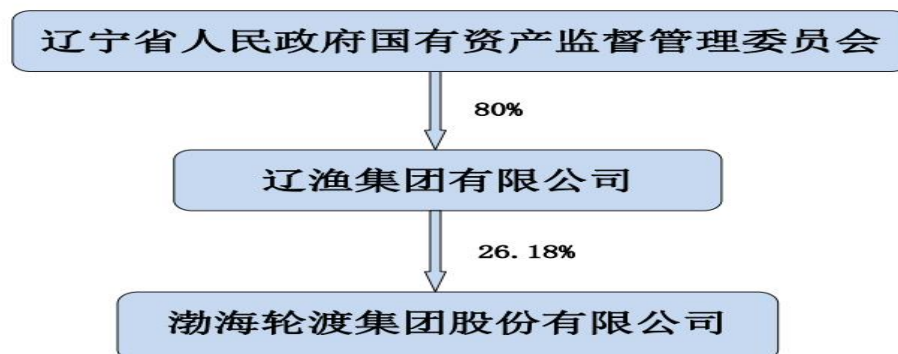 辽宁省人民政府国有资产监督管理委员会
80%
辽渔集团有限公司
26.18%
渤海轮渡集团股份有限公司